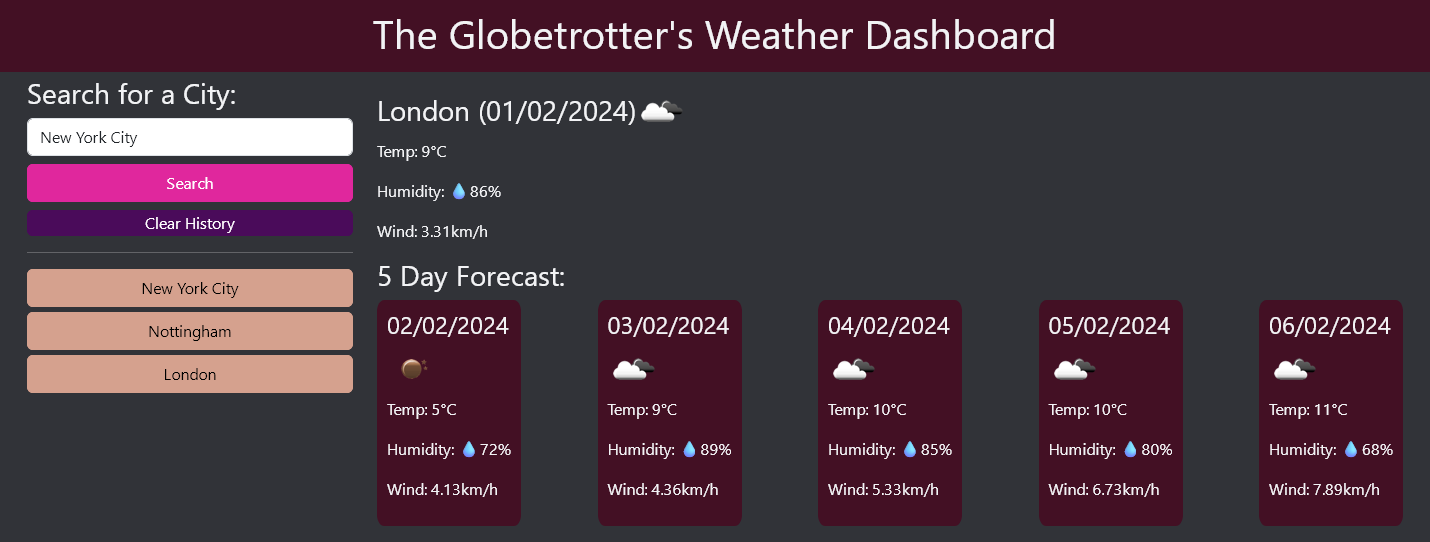 The Globetrotter's Weather Dashboard
Search for a City:
New York City
Search
Clear History
New York City
Nottingham
London
London (01/02/2024)
Temp: 9°C
Humidity: 💧86%
Wind: 3.31km/h
5 Day Forecast:
02/02/2024
Temp: 5°C
Humidity: 💧72%
Wind: 4.13km/h
03/02/2024
Temp: 9°C
Humidity: 💧89%
Wind: 4.36km/h
04/02/2024
Temp: 10°C
Humidity: 💧85%
Wind: 5.33km/h
05/02/2024
Temp: 10°C
Humidity: 💧80%
Wind: 6.73km/h
06/02/2024
Temp: 11°C
Humidity: 💧68%
Wind: 7.89km/h